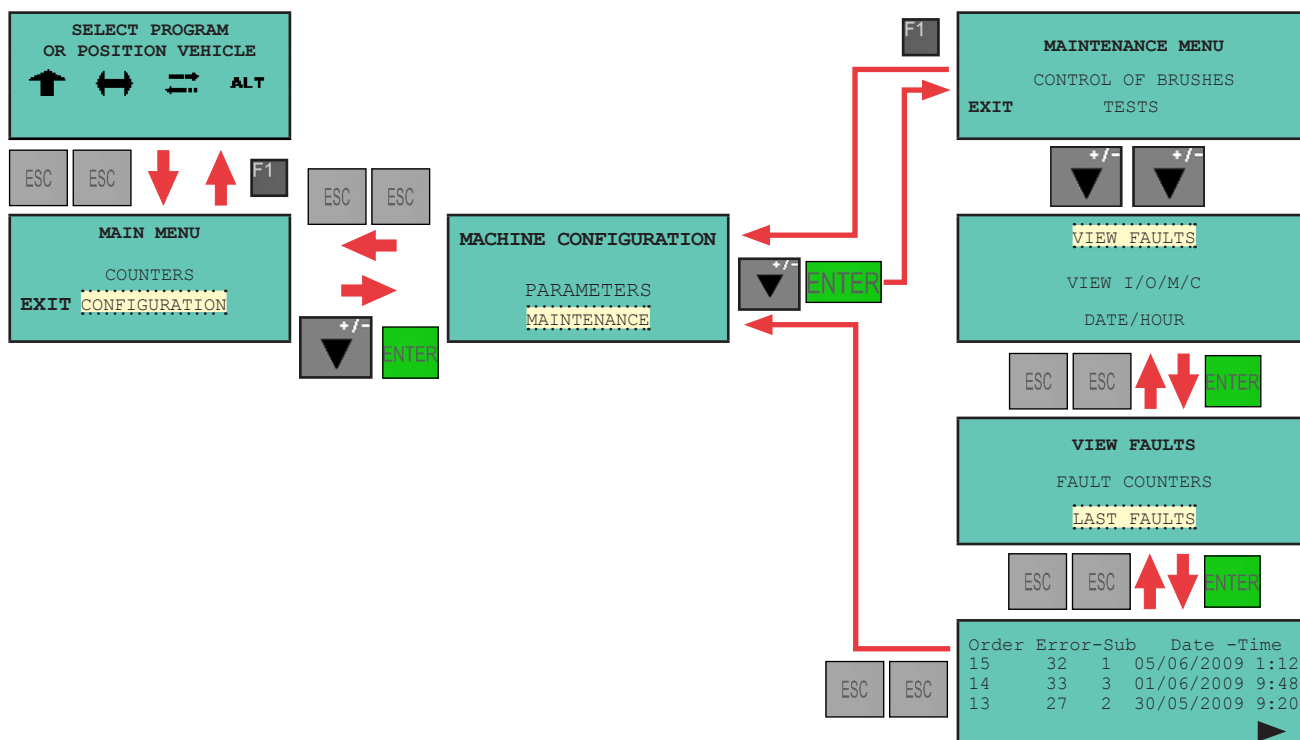 SELECT PROGRAM
OR POSITION VEHICLE
ALT
ESC ESC
F1
MAIN MENU
COUNTERS
EXIT CONFIGURATION
ESC ESC
+/-
ENTER
MACHINE CONFIGURATION
PARAMETERS
MAINTENANCE
+/-
ENTER
F1
MAINTENANCE MENU
CONTROL OF BRUSHES
EXIT TESTS
+/- +/-
VIEW FAULTS
VIEW I/O/M/C
DATE/HOUR
ESC ESC ENTER
VIEW FAULTS
FAULT COUNTERS
LAST FAULTS
ESC ESC ENTER
Order Error-Sub Date -Time
15 32 1 05/06/2009 1:12
14 33 3 01/06/2009 9:48
13 27 2 30/05/2009 9:20
ESC ESC